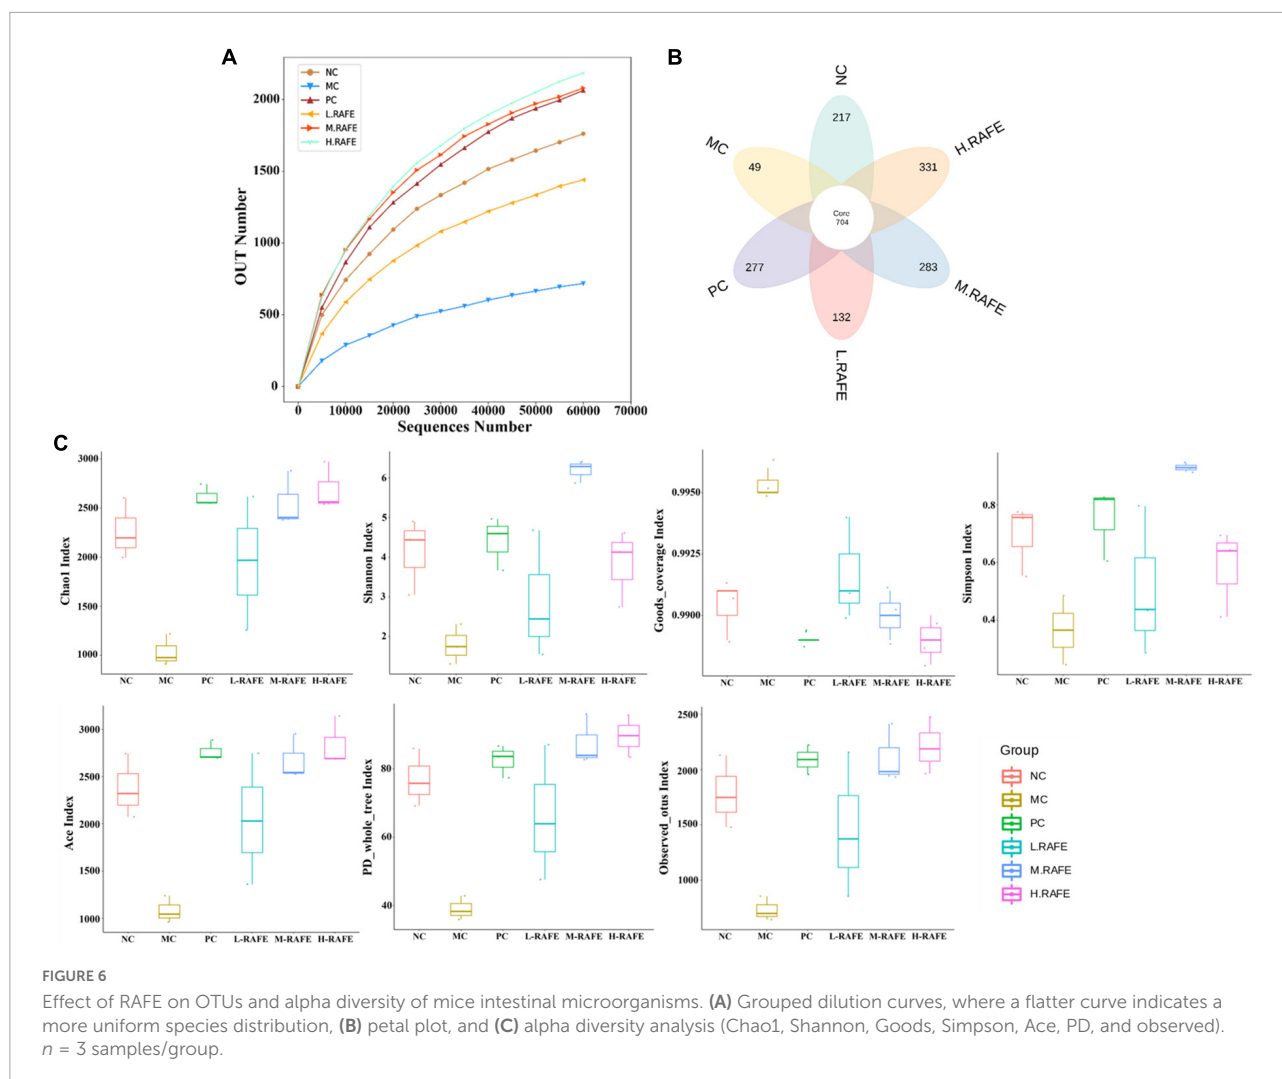 A
B
NC
MC
PC
L.RAFE
M.RAFE
H.RAFE
2000
1500
1000
500
0
OUT Number
0 10000 20000 30000 40000 50000 60000 70000
Sequences Number
NC
217
H.RAFE
331
MC
49
Core
704
PC
277
283
M.RAFE
132
L.RAFE
C
3000
2500
2000
1500
1000
Chao1 Index
NC MC PC L-RAFE M-RAFE H-RAFE
6
5
4
3
2
Shannon Index
NC MC PC L-RAFE M-RAFE H-RAFE
0.9950
0.9925
0.9900
Goods_coverage Index
NC MC PC L-RAFE M-RAFE H-RAFE
0.8
0.6
0.4
Simpson Index
NC MC PC L-RAFE M-RAFE H-RAFE
3000
2500
2000
1500
1000
Ace Index
NC MC PC L-RAFE M-RAFE H-RAFE
80
60
40
PD_whole_tree Index
NC MC PC L-RAFE M-RAFE H-RAFE
2500
2000
1500
1000
Observed_otus Index
NC MC PC L-RAFE M-RAFE H-RAFE
Group
NC
MC
PC
L.RAFE
M.RAFE
H.RAFE
FIGURE 6
Effect of RAFE on OTUs and alpha diversity of mice intestinal microorganisms. (A) Grouped dilution curves, where a flatter curve indicates a
more uniform species distribution, (B) petal plot, and (C) alpha diversity analysis (Chao1, Shannon, Goods, Simpson, Ace, PD, and observed).
n = 3 samples/group.